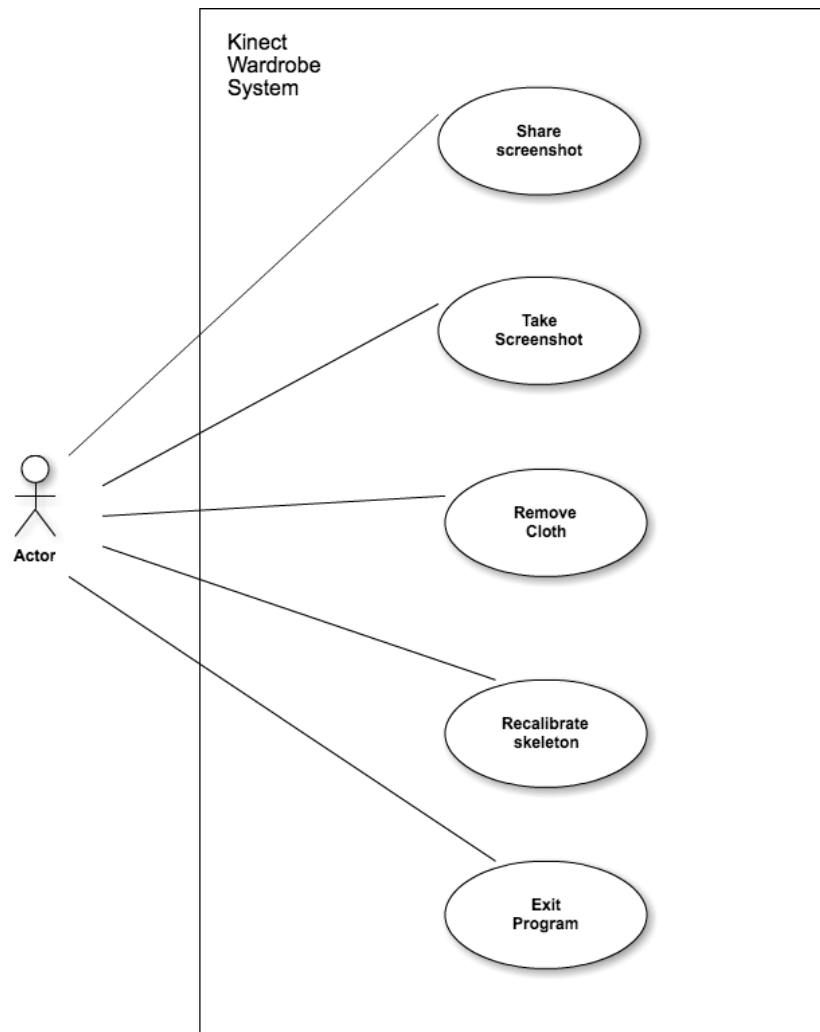 Kinect
Wardrobe
System
Share
screenshot
Take
Screenshot
Remove
Cloth
Actor
Recalibrate
skeleton
Exit
Program